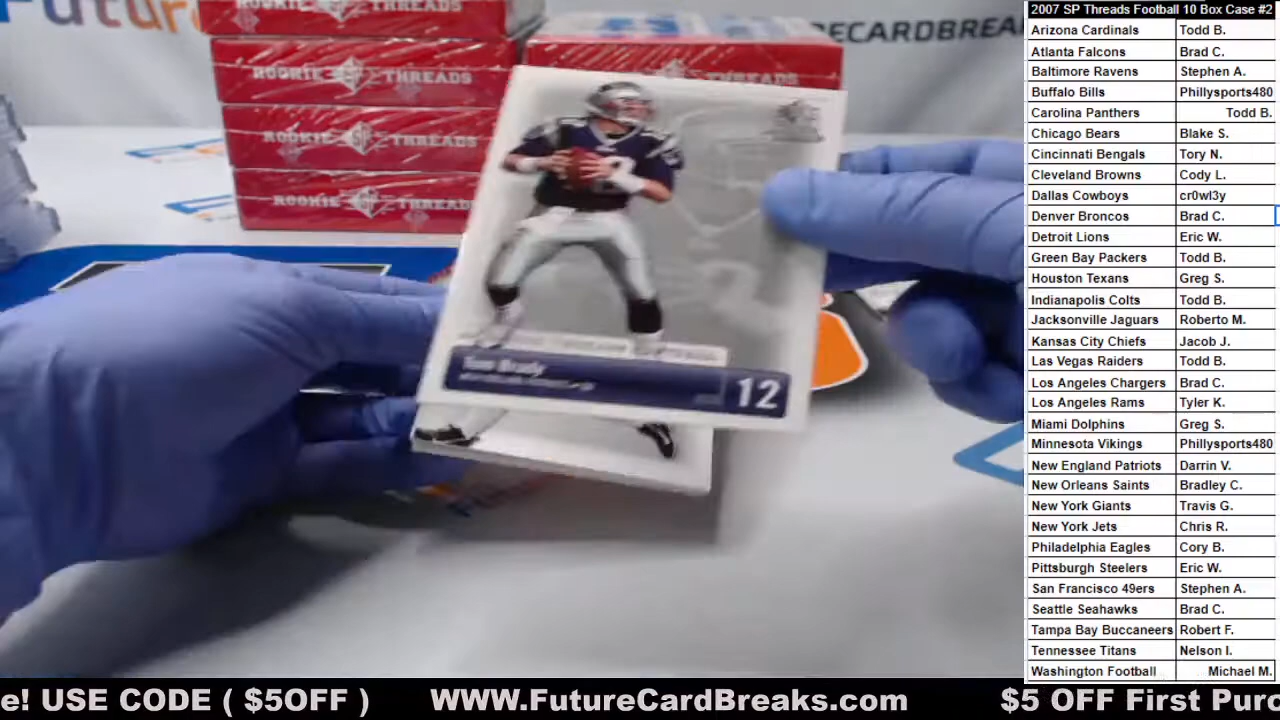 Future
RECARDBREA
ROOKIE THREADS
ROOKIE THREADS
ROOKIE THREADS
THREADS
Tom Brady
12
2007 SP Threads Football 10 Box Case #2
Arizona Cardinals Todd B.
Atlanta Falcons Brad C.
Baltimore Ravens Stephen A.
Buffalo Bills Phillysports480
Carolina Panthers Todd B.
Chicago Bears Blake S.
Cincinnati Bengals Tory N.
Cleveland Browns Cody L.
Dallas Cowboys cr0wl3y
Denver Broncos Brad C.
Detroit Lions Eric W.
Green Bay Packers Todd B.
Houston Texans Greg S.
Indianapolis Colts Todd B.
Jacksonville Jaguars Roberto M.
Kansas City Chiefs Jacob J.
Las Vegas Raiders Todd B.
Los Angeles Chargers Brad C.
Los Angeles Rams Tyler K.
Miami Dolphins Greg S.
Minnesota Vikings Phillysports480
New England Patriots Darrin V.
New Orleans Saints Bradley C.
New York Giants Travis G.
New York Jets Chris R.
Philadelphia Eagles Cory B.
Pittsburgh Steelers Eric W.
San Francisco 49ers Stephen A.
Seattle Seahawks Brad C.
Tampa Bay Buccaneers Robert F.
Tennessee Titans Nelson I.
Washington Football Michael M.
e! USE CODE ( $5OFF ) WWW.FutureCardBreaks.com $5 OFF First Purc